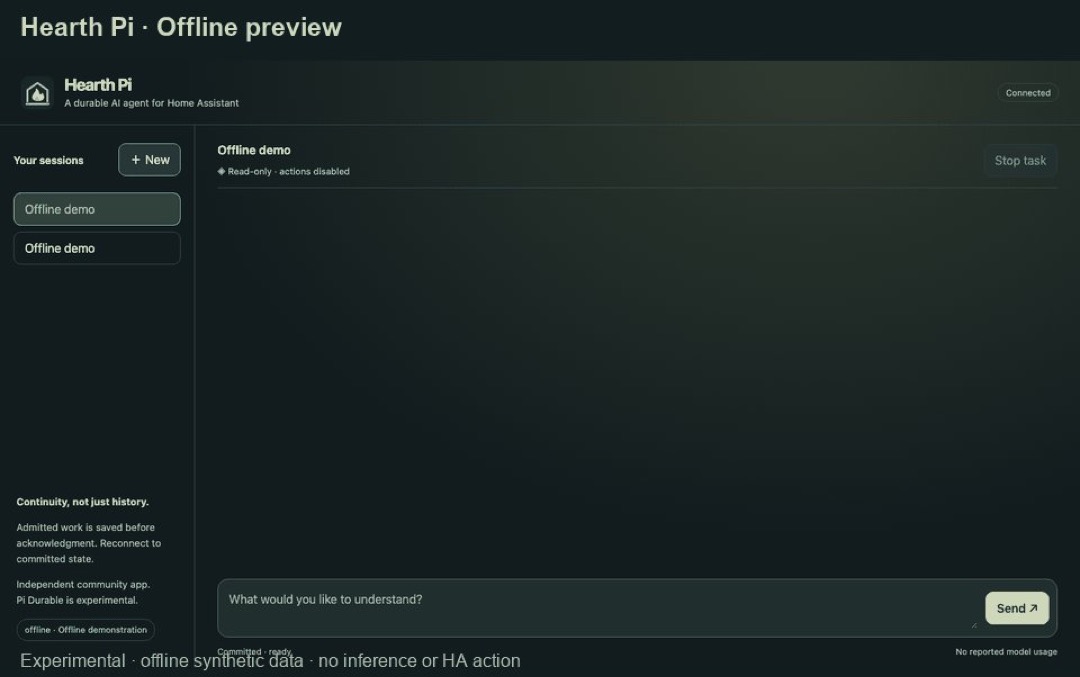 Hearth Pi · Offline preview
Hearth Pi
A durable AI agent for Home Assistant
Connected
Your sessions
+ New
Offline demo
Offline demo
Continuity, not just history.
Admitted work is saved before
acknowledgment. Reconnect to
committed state.
Independent community app.
Pi Durable is experimental.
offline · Offline demonstration
Offline demo
◈ Read-only · actions disabled
Stop task
What would you like to understand?
Send ↗
Committed · ready.
No reported model usage
Experimental · offline synthetic data · no inference or HA action